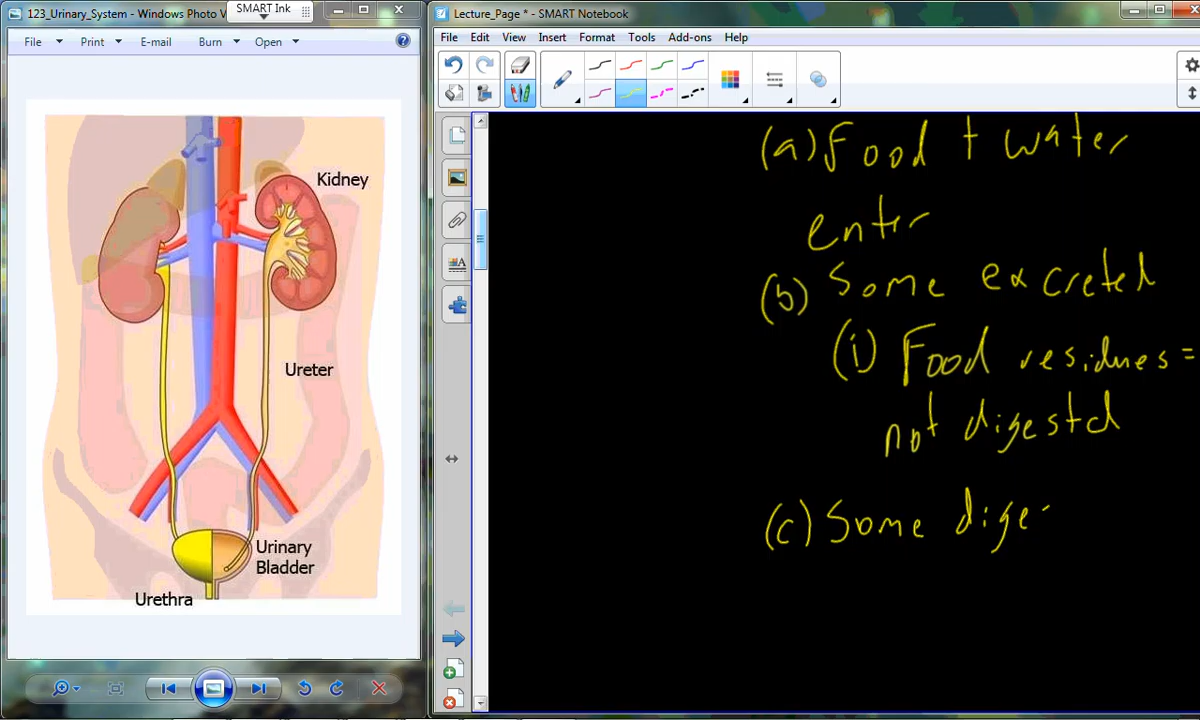 123_Urinary_System - Windows Photo V
SMART Ink
File Print E-mail Burn Open
Kidney
Ureter
Urinary
Bladder
Urethra
Lecture_Page * - SMART Notebook
File Edit View Insert Format Tools Add-ons Help
(a) Food + water
enter
(b) Some excreted
(i) Food residues =
not digestd
(c) Some dige